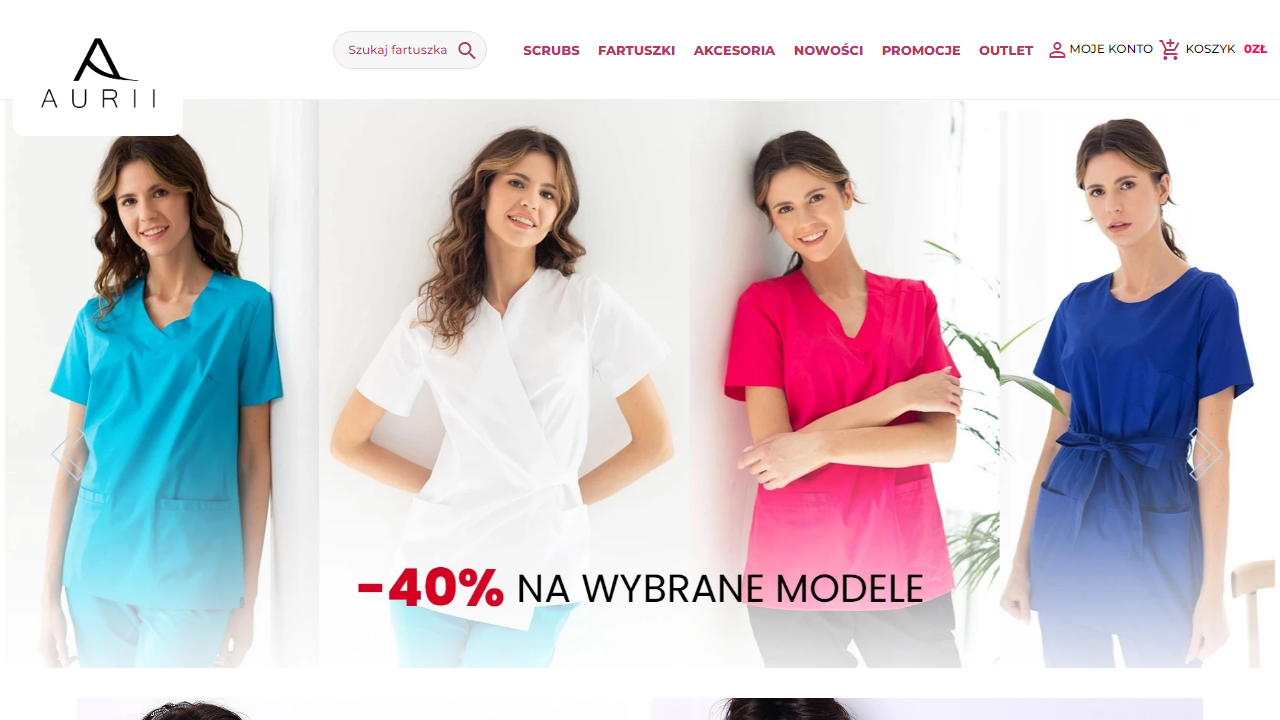 AURII
Szukaj fartuszka
SCRUBS FARTUSZKI AKCESORIA NOWOŚCI PROMOCJE OUTLET
MOJE KONTO
KOSZYK 0ZŁ
-40% NA WYBRANE MODELE